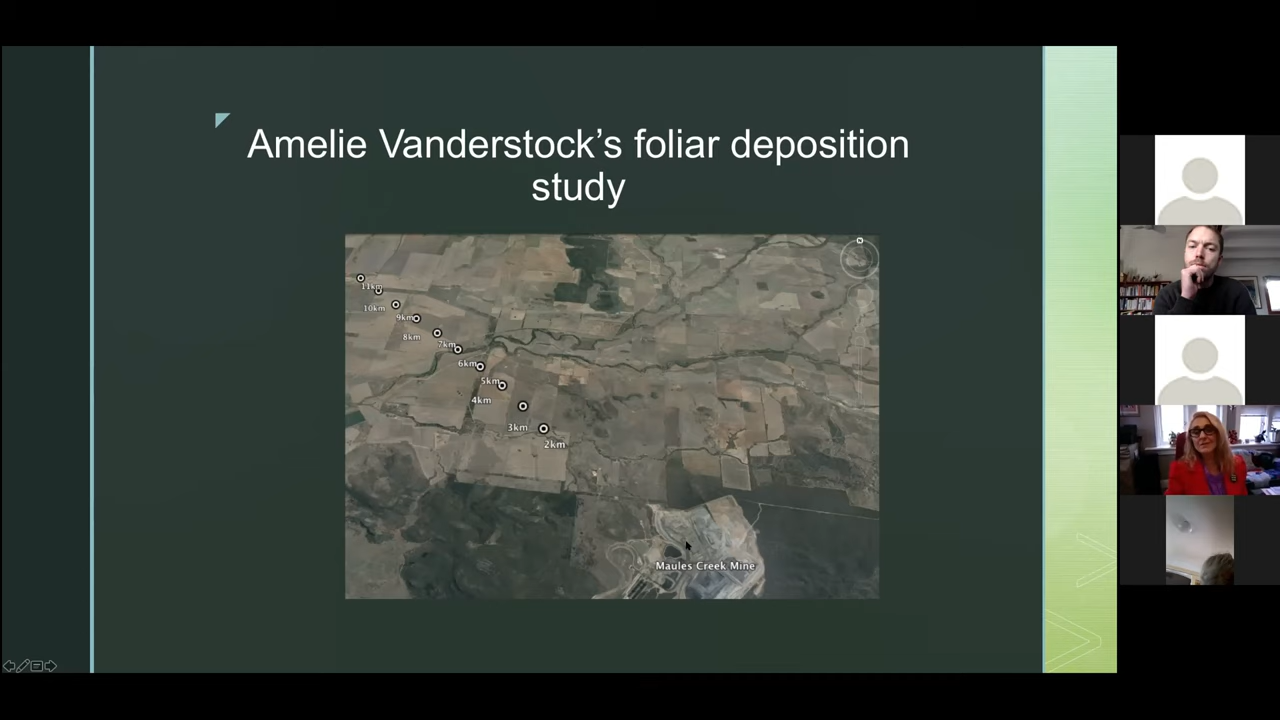 Amelie Vanderstock’s foliar deposition
study
N
11km
10km
9km
8km
7km
6km
5km
4km
3km
2km
Maules Creek Mine